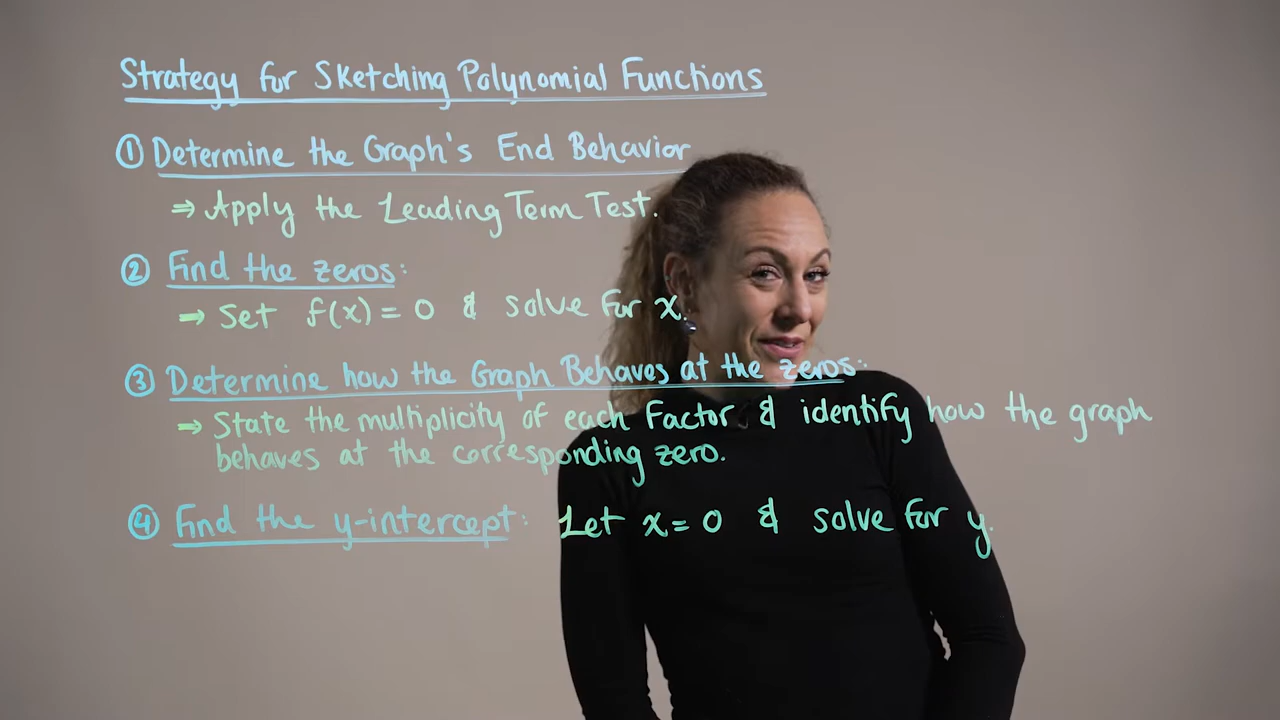 Strategy for Sketching Polynomial Functions
① Determine the Graph's End Behavior
⇒ Apply the Leading Term Test.
② Find the zeros:
⇒ Set f(x) = 0 & solve for x.
③ Determine how the Graph Behaves at the zeros:
⇒ State the multiplicity of each Factor & identify how the graph
behaves at the corresponding zero.
④ Find the y-intercept: Let x = 0 & solve for y.